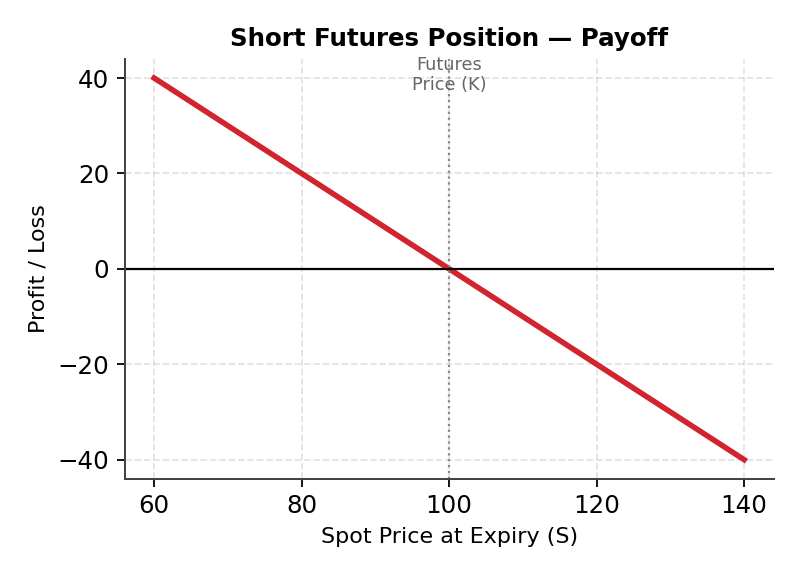 Short Futures Position — Payoff
Futures
Price (K)
40
20
0
−20
−40
Profit / Loss
60 80 100 120 140
Spot Price at Expiry (S)